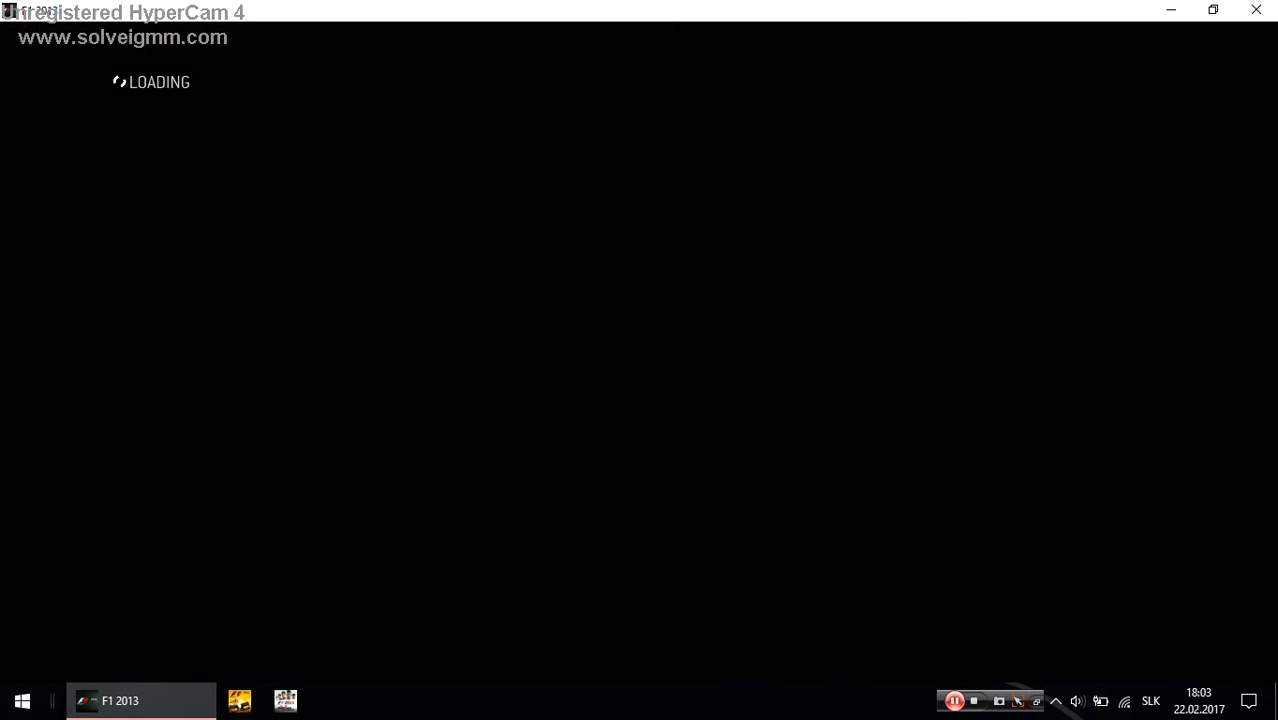 Unregistered HyperCam 4
www.solveigmm.com
LOADING
F1 2013
SLK
18:03
22.02.2017